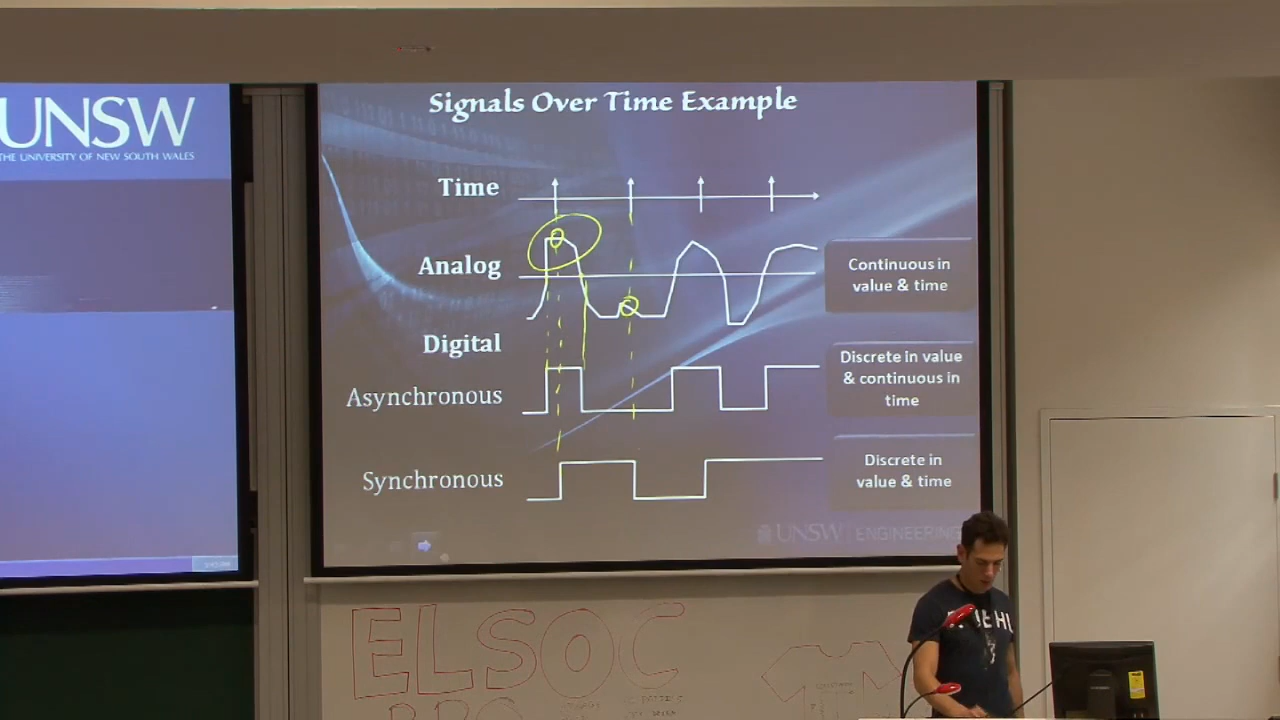 UNSW
THE UNIVERSITY OF NEW SOUTH WALES
Signals Over Time Example
Time
Analog
Continuous in
value & time
Digital
Asynchronous
Discrete in value
& continuous in
time
Synchronous
Discrete in
value & time
UNSW ENGINEERING
ELSOC